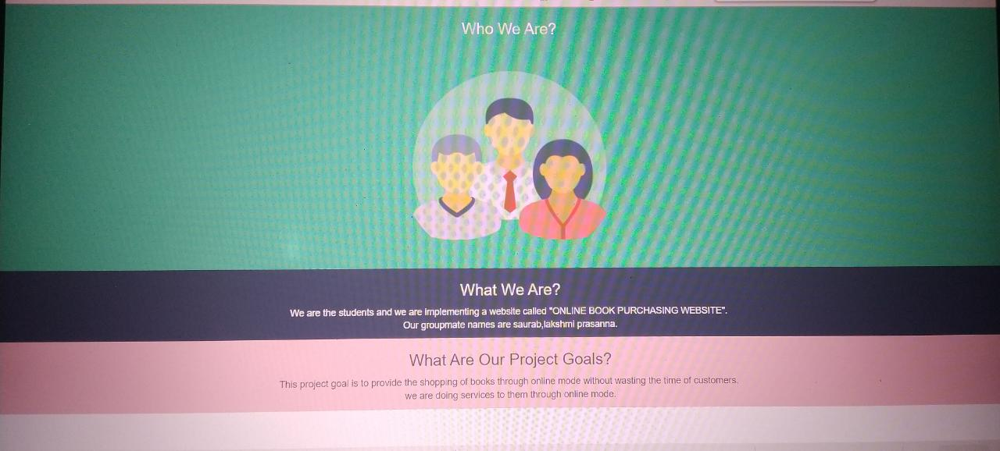 Who We Are?
What We Are?
We are the students and we are implementing a website called "ONLINE BOOK PURCHASING WEBSITE".
Our groupmate names are saurab,lakshmi prasanna.
What Are Our Project Goals?
This project goal is to provide the shopping of books through online mode without wasting the time of customers.
we are doing services to them through online mode.